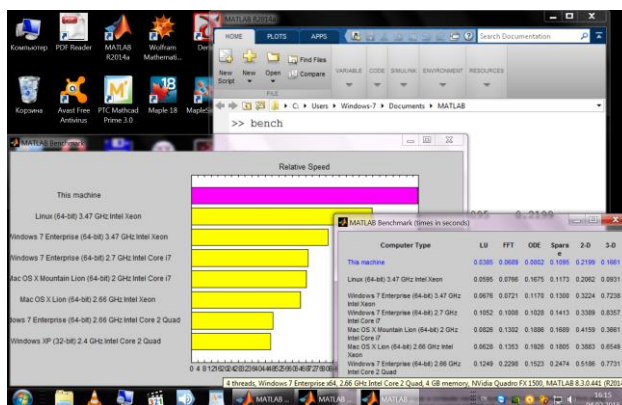 Компьютер
PDF Reader
MATLAB
R2014a
Wolfram
Mathemati...
Корзина
Avast Free
Antivirus
PTC Mathcad
Prime 3.0
Maple 18
MATLAB R2014a
HOME
PLOTS
APPS
Search Documentation
New
Script
New
Open
Find Files
Compare
VARIABLE
CODE
SIMULINK
ENVIRONMENT
RESOURCES
FILE
C: ▸ Users ▸ Windows-7 ▸ Documents ▸ MATLAB
>> bench
MATLAB Benchmark
Relative Speed
This machine
Linux (64-bit) 3.47 GHz Intel Xeon
Windows 7 Enterprise (64-bit) 3.47 GHz Intel Xeon
Windows 7 Enterprise (64-bit) 2.7 GHz Intel Core i7
Mac OS X Mountain Lion (64-bit) 2 GHz Intel Core i7
Mac OS X Lion (64-bit) 2.66 GHz Intel Xeon
dows 7 Enterprise (64-bit) 2.66 GHz Intel Core 2 Quad
Windows XP (32-bit) 2.4 GHz Intel Core 2 Quad
0.2199
MATLAB Benchmark (times in seconds)
Computer Type LU FFT ODE Spars
e 2-D 3-D
This machine 0.0385 0.0609 0.0802 0.1095 0.2199 0.1661
Linux (64-bit) 3.47 GHz Intel Xeon 0.0595 0.0766 0.1675 0.1173 0.2062 0.0931
Windows 7 Enterprise (64-bit) 3.47 GHz
Intel Xeon 0.0676 0.0721 0.1170 0.1300 0.3224 0.7238
Windows 7 Enterprise (64-bit) 2.7 GHz
Intel Core i7 0.1052 0.1028 0.1413 0.3389 0.8357
Mac OS X Mountain Lion (64-bit) 2 GHz
Intel Core i7 0.0826 0.1302 0.1886 0.1689 0.4159 0.3661
Mac OS X Lion (64-bit) 2.66 GHz Intel
Xeon 0.0628 0.1353 0.1926 0.1805 0.3883 0.6549
Windows 7 Enterprise (64-bit) 2.66 GHz
Intel Core 2 Quad 0.1249 0.2298 0.1523 0.2474 0.5186 0.7731
4 threads, Windows 7 Enterprise x64, 2.66 GHz Intel Core 2 Quad, 4 GB memory, NVidia Quadro FX 1500, MATLAB 8.3.0.441 (R2014
MATLAB ...
MATLAB ...
MATLAB ...
16:15